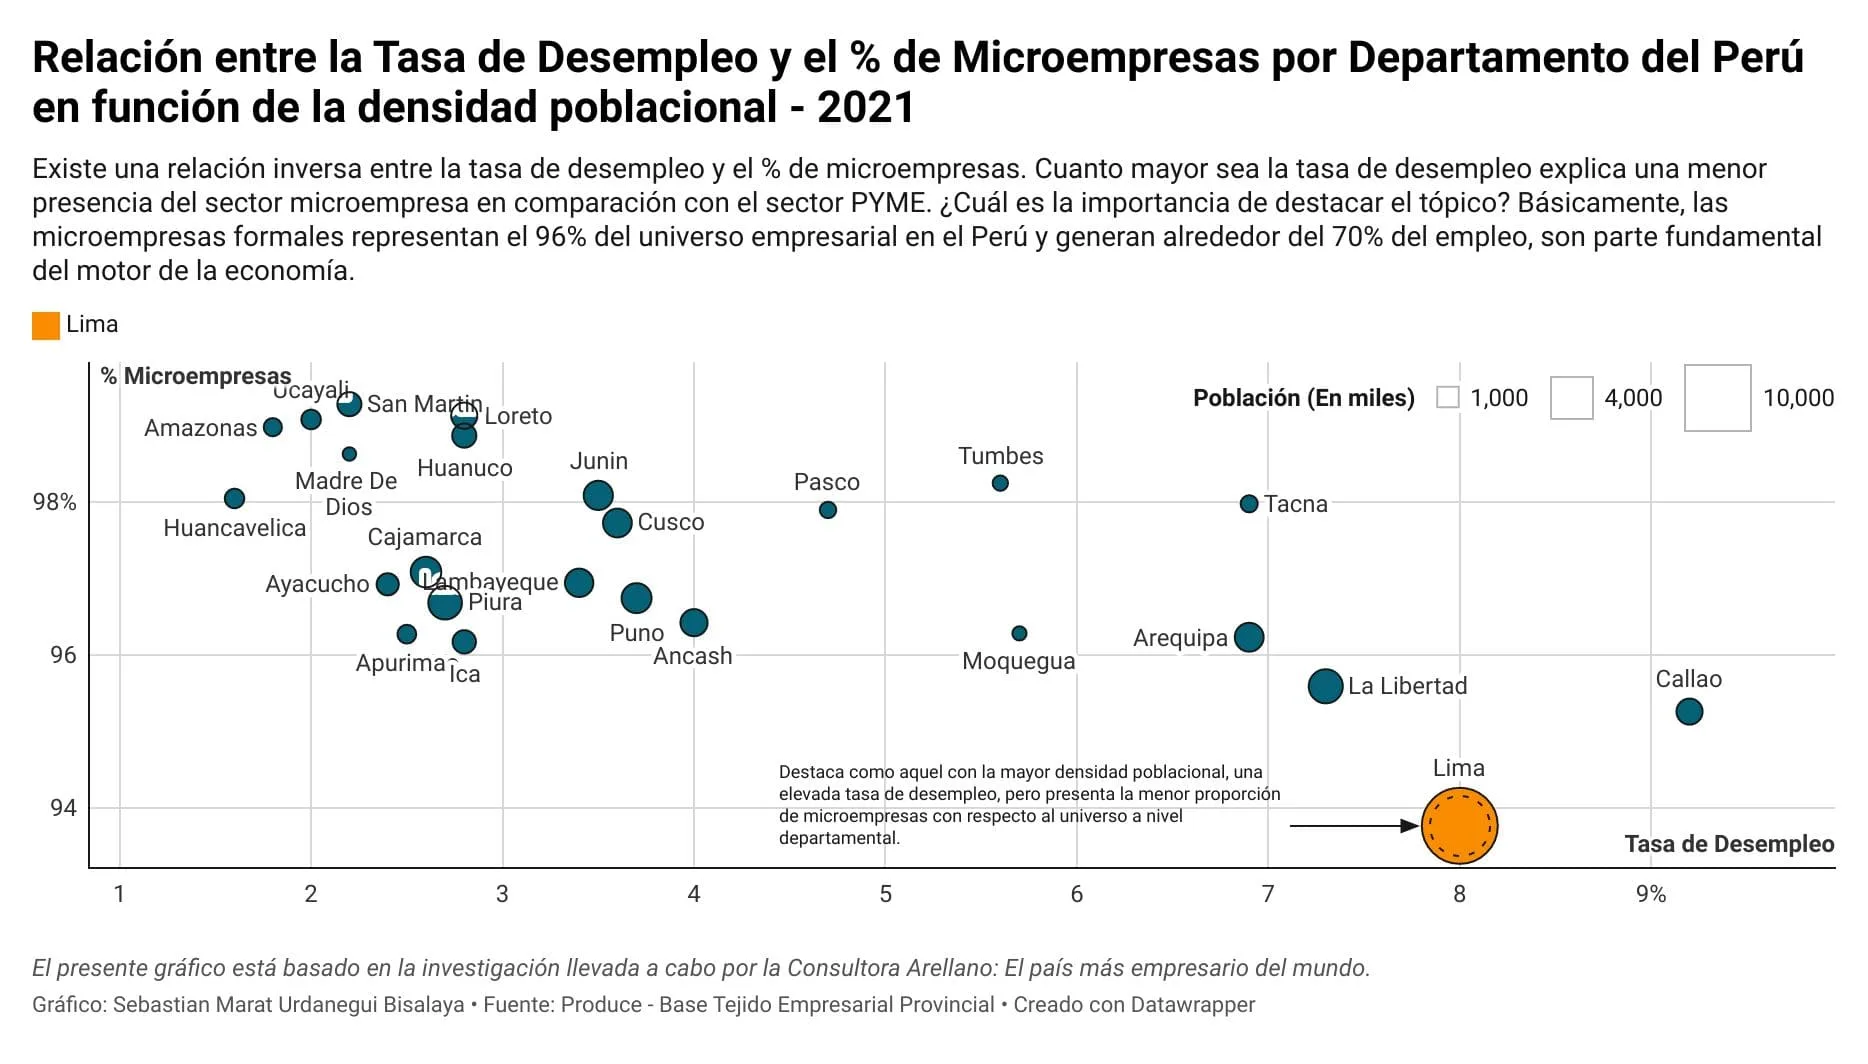 Relación entre la Tasa de Desempleo y el % de Microempresas por Departamento del Perú
en función de la densidad poblacional - 2021
Existe una relación inversa entre la tasa de desempleo y el % de microempresas. Cuanto mayor sea la tasa de desempleo explica una menor
presencia del sector microempresa en comparación con el sector PYME. ¿Cuál es la importancia de destacar el tópico? Básicamente, las
microempresas formales representan el 96% del universo empresarial en el Perú y generan alrededor del 70% del empleo, son parte fundamental
del motor de la economía.
Lima
% Microempresas
Población (En miles) 1,000 4,000 10,000
Ucayali
San Martin
Loreto
Amazonas
Huanuco
Madre De
Dios
Junin
Tumbes
Pasco
98%
Tacna
Huancavelica
Cusco
Cajamarca
Ayacucho
Lambayeque
Piura
Puno
Ancash
Arequipa
Moquegua
96
Apurima
Ica
La Libertad
Callao
Lima
Destaca como aquel con la mayor densidad poblacional, una
elevada tasa de desempleo, pero presenta la menor proporción
de microempresas con respecto al universo a nivel
departamental.
94
Tasa de Desempleo
1 2 3 4 5 6 7 8 9%
El presente gráfico está basado en la investigación llevada a cabo por la Consultora Arellano: El país más empresario del mundo.
Gráfico: Sebastian Marat Urdanegui Bisalaya • Fuente: Produce - Base Tejido Empresarial Provincial • Creado con Datawrapper